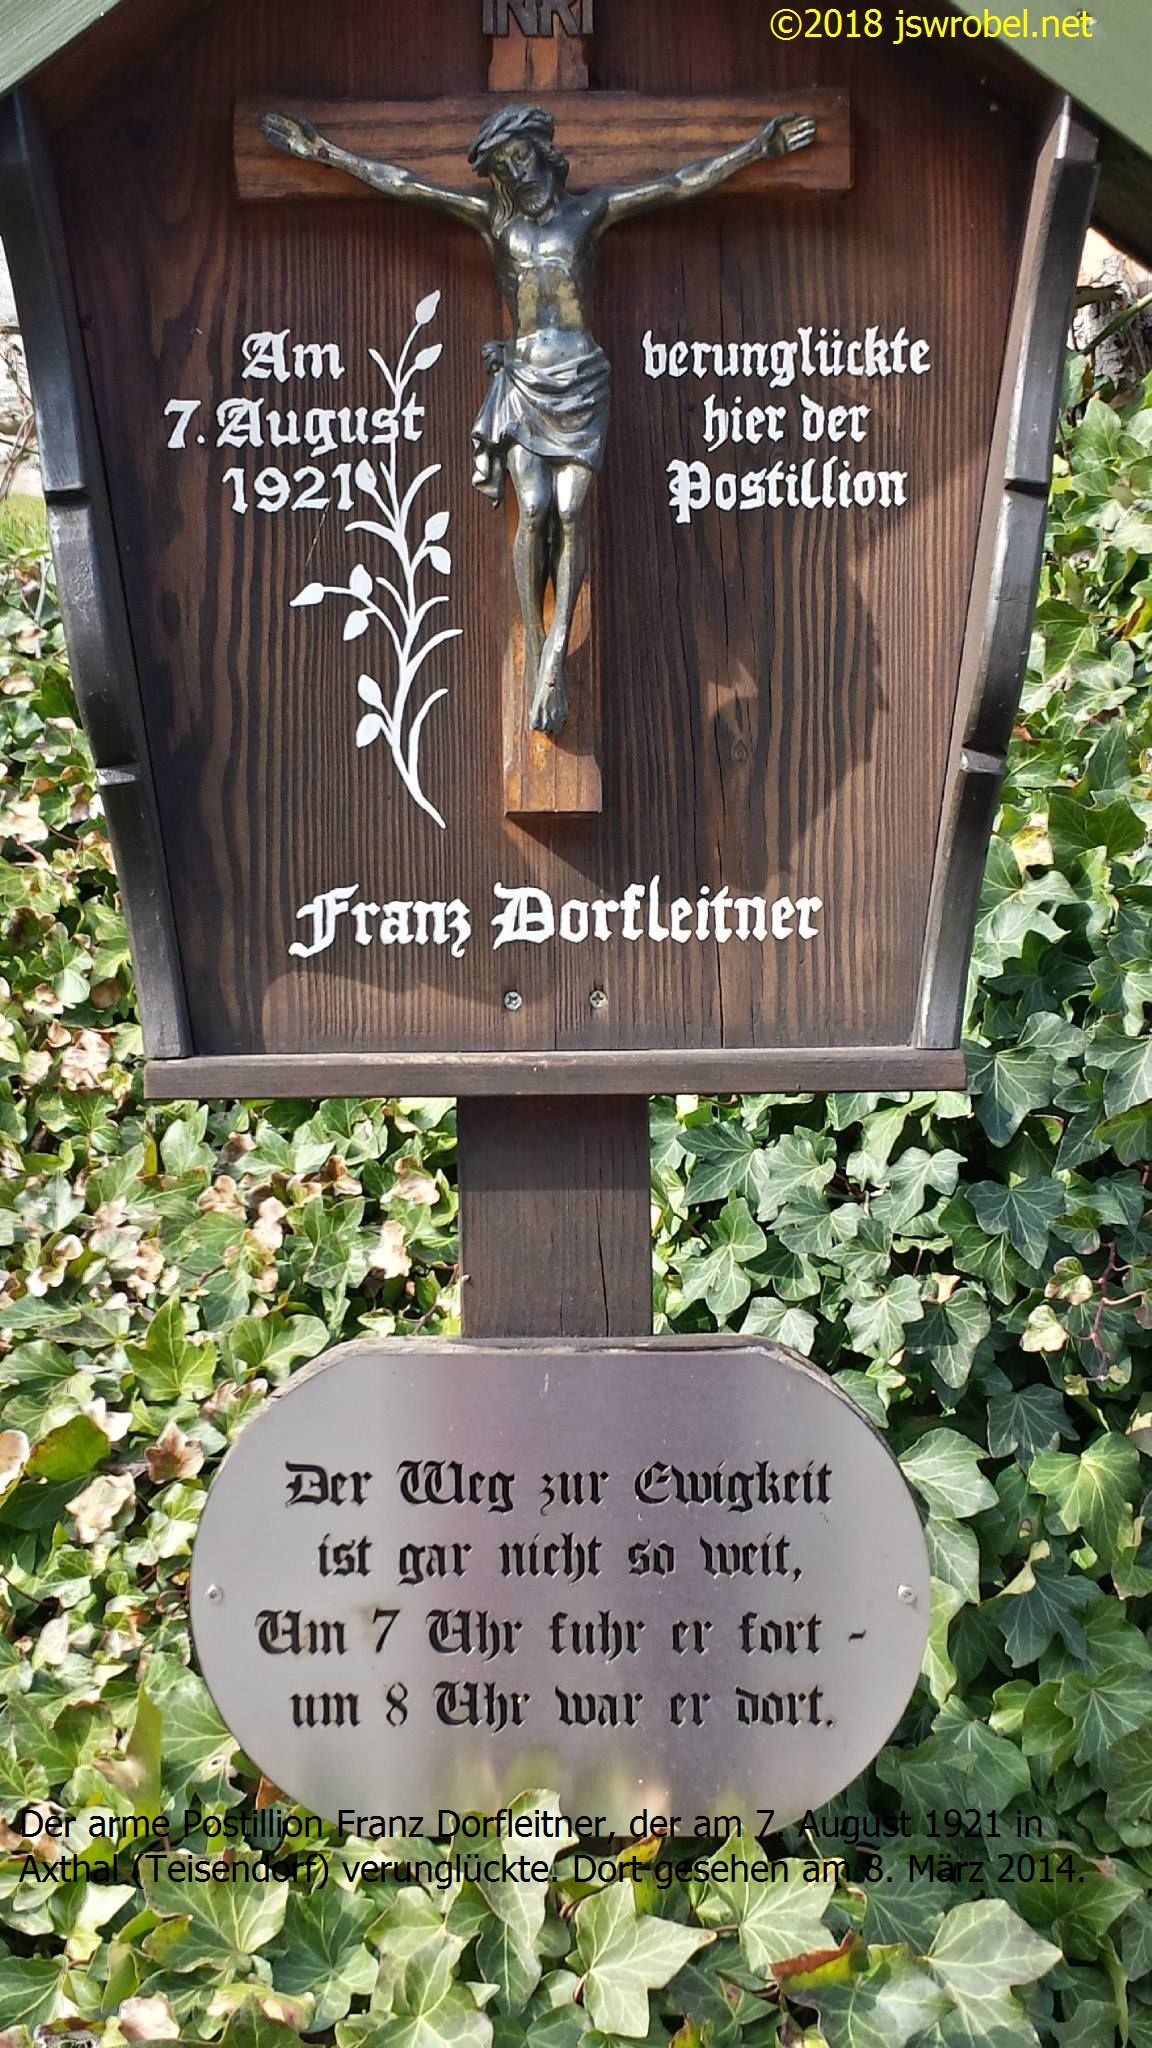 ©2018 jswrobel.net
INRI
Am
7. August
1921
verunglückte
hier der
Postillion
Franz Dorfleitner
Der Weg zur Ewigkeit
ist gar nicht so weit,
Um 7 Uhr fuhr er fort -
um 8 Uhr war er dort.
Der arme Postillion Franz Dorfleitner, der am 7. August 1921 in
Axthal (Teisendorf) verunglückte. Dort gesehen am 8. März 2014.